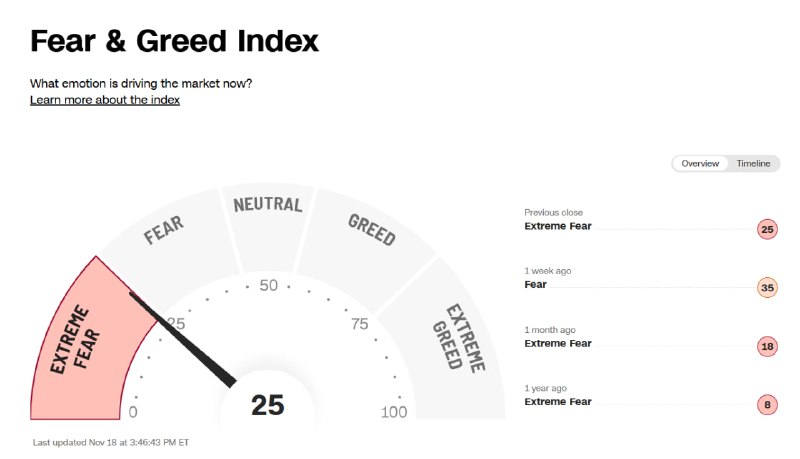 Fear & Greed Index
What emotion is driving the market now?
Learn more about the index
Overview
Timeline
EXTREME
FEAR
FEAR
NEUTRAL
GREED
EXTREME
GREED
0
25
50
75
100
25
Previous close
Extreme Fear
25
1 week ago
Fear
35
1 month ago
Extreme Fear
18
1 year ago
Extreme Fear
8
Last updated Nov 18 at 3:46:43 PM ET